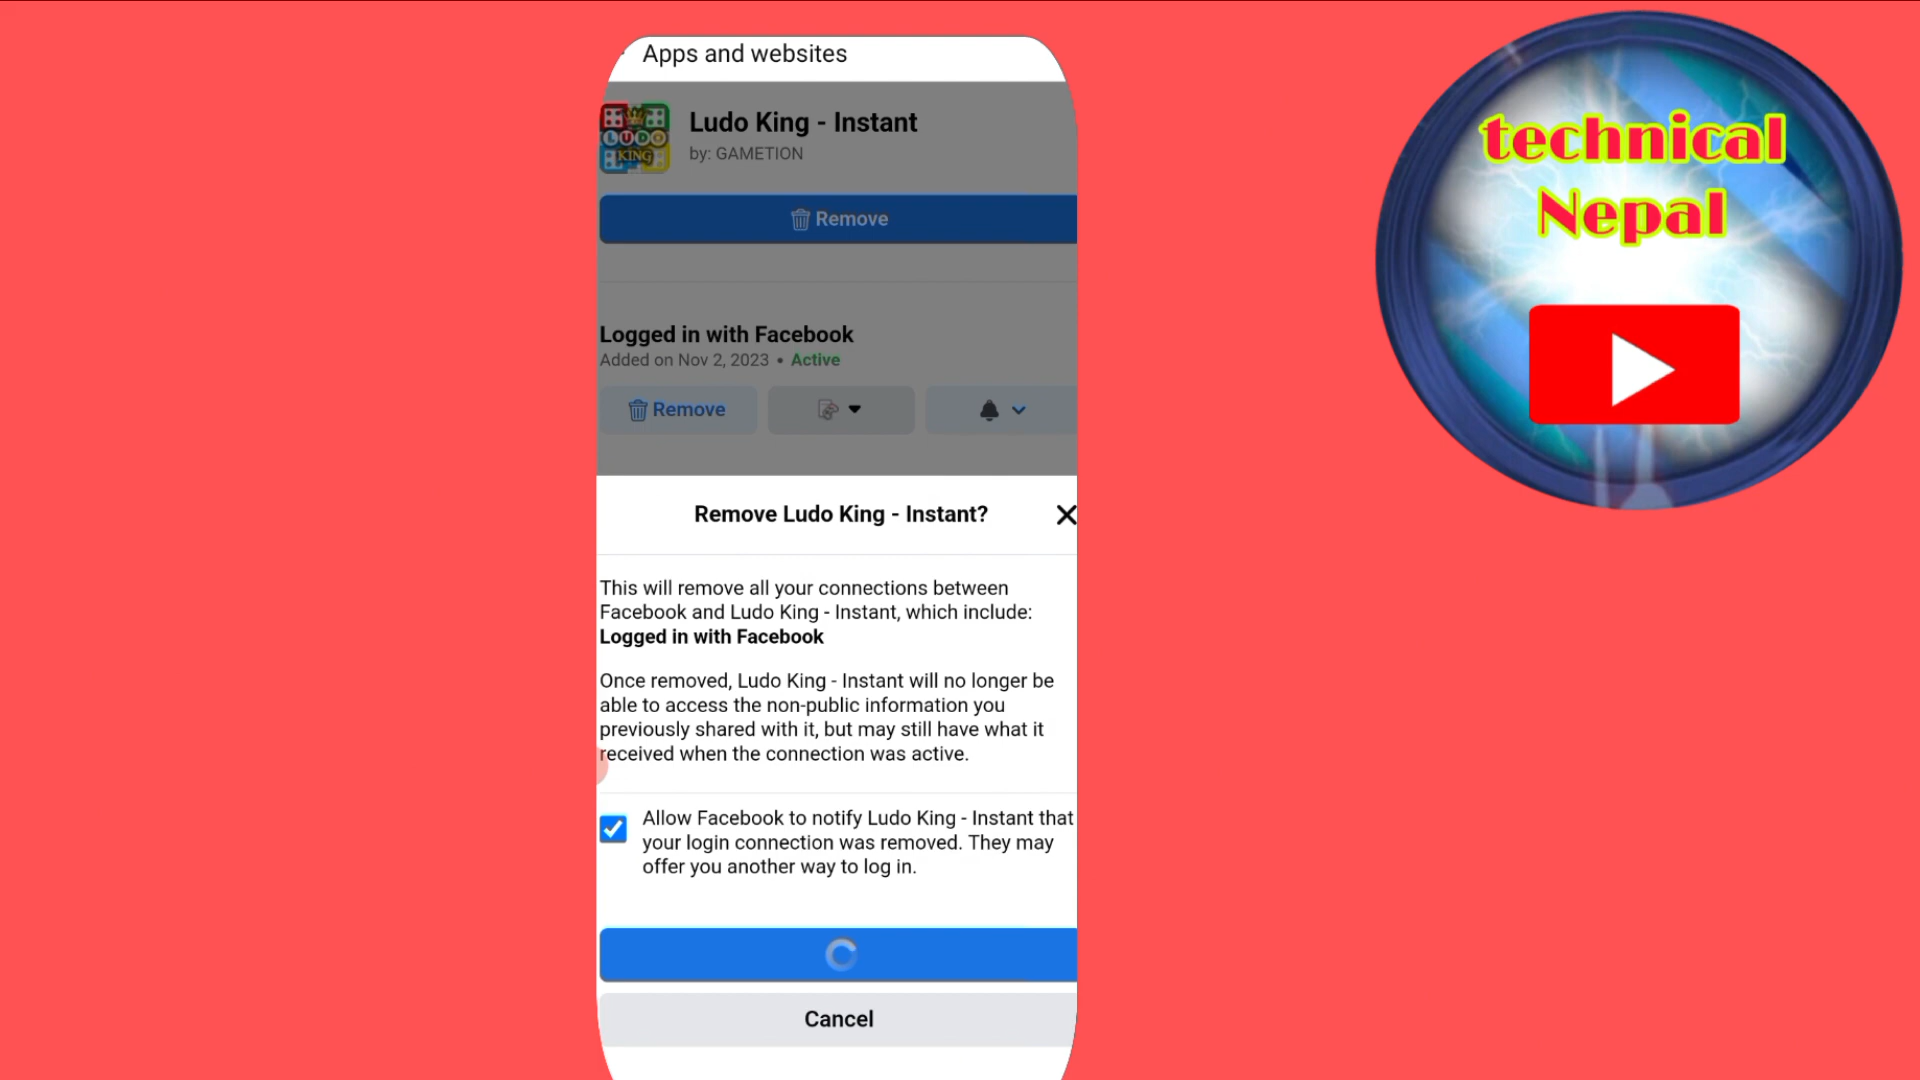 Apps and websites
LUDO
KING
Ludo King - Instant
by: GAMETION
Remove
Logged in with Facebook
Added on Nov 2, 2023 • Active
Remove
Remove Ludo King - Instant?
This will remove all your connections between
Facebook and Ludo King - Instant, which include:
Logged in with Facebook
Once removed, Ludo King - Instant will no longer be
able to access the non-public information you
previously shared with it, but may still have what it
received when the connection was active.
Allow Facebook to notify Ludo King - Instant that
your login connection was removed. They may
offer you another way to log in.
Cancel
technical
Nepal